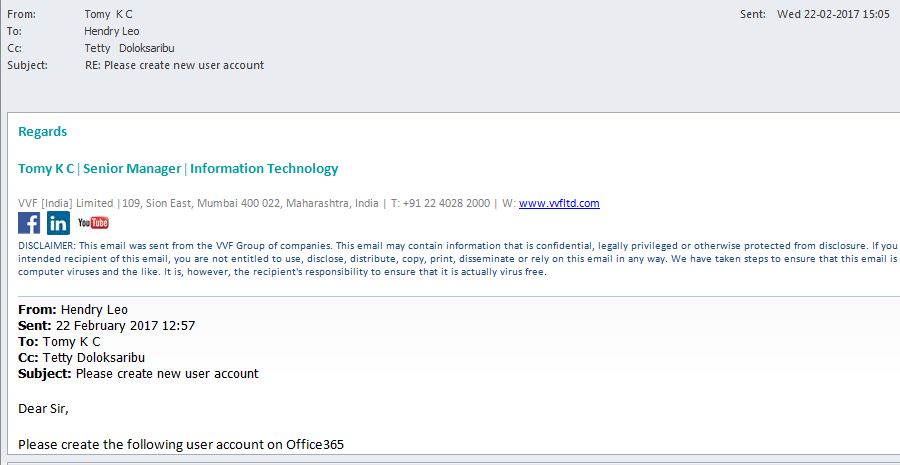 From: Tomy K C Sent: Wed 22-02-2017 15:05
To: Hendry Leo
Cc: Tetty Doloksaribu
Subject: RE: Please create new user account
Regards
Tomy K C | Senior Manager | Information Technology
VVF [India] Limited |109, Sion East, Mumbai 400 022, Maharashtra, India | T: +91 22 4028 2000 | W: www.vvfltd.com
f in YouTube
DISCLAIMER: This email was sent from the VVF Group of companies. This email may contain information that is confidential, legally privileged or otherwise protected from disclosure. If you
intended recipient of this email, you are not entitled to use, disclose, distribute, copy, print, disseminate or rely on this email in any way. We have taken steps to ensure that this email is
computer viruses and the like. It is, however, the recipient's responsibility to ensure that it is actually virus free.
From: Hendry Leo
Sent: 22 February 2017 12:57
To: Tomy K C
Cc: Tetty Doloksaribu
Subject: Please create new user account
Dear Sir,
Please create the following user account on Office365